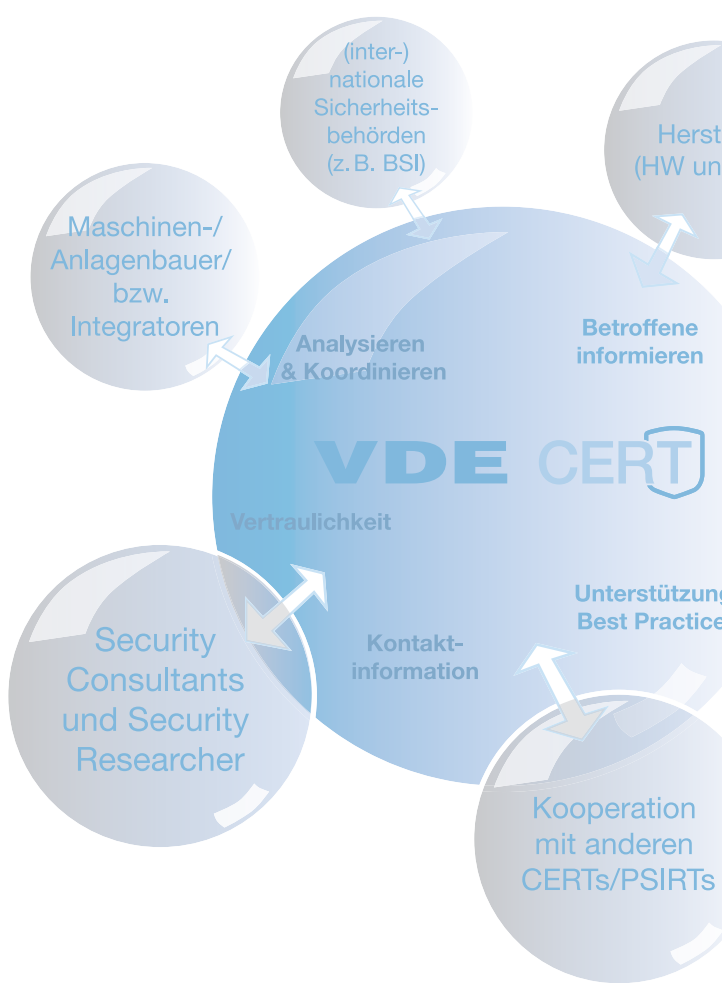 (inter-)
nationale
Sicherheits-
behörden
(z. B. BSI)
Herst
(HW un
Maschinen-/
Anlagenbauer/
bzw.
Integratoren
Analysieren
& Koordinieren
Betroffene
informieren
VDE CERT
Vertraulichkeit
Unterstützung
Best Practice
Kontakt-
information
Security
Consultants
und Security
Researcher
Kooperation
mit anderen
CERTs/PSIRTs